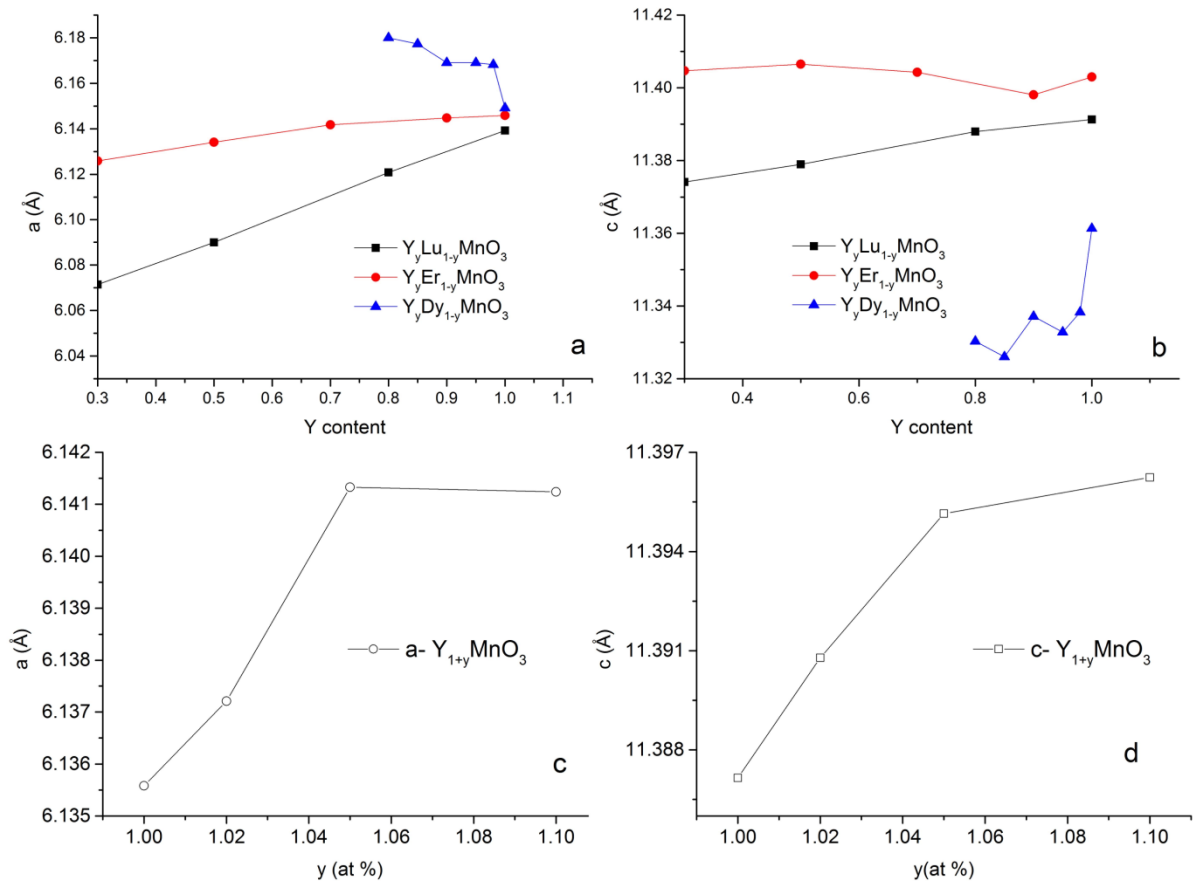 6.18
6.16
6.14
6.12
6.10
6.08
6.06
6.04
a (Å)
0.3 0.4 0.5 0.6 0.7 0.8 0.9 1.0 1.1
Y content
YyLu1-yMnO3
YyEr1-yMnO3
YyDy1-yMnO3
a
11.42
11.40
11.38
11.36
11.34
11.32
c (Å)
0.4 0.6 0.8 1.0
Y content
YyLu1-yMnO3
YyEr1-yMnO3
YyDy1-yMnO3
b
6.142
6.141
6.140
6.139
6.138
6.137
6.136
6.135
a (Å)
1.00 1.02 1.04 1.06 1.08 1.10
y (at %)
a- Y1+yMnO3
c
11.397
11.394
11.391
11.388
c (Å)
1.00 1.02 1.04 1.06 1.08 1.10
y(at %)
c- Y1+yMnO3
d